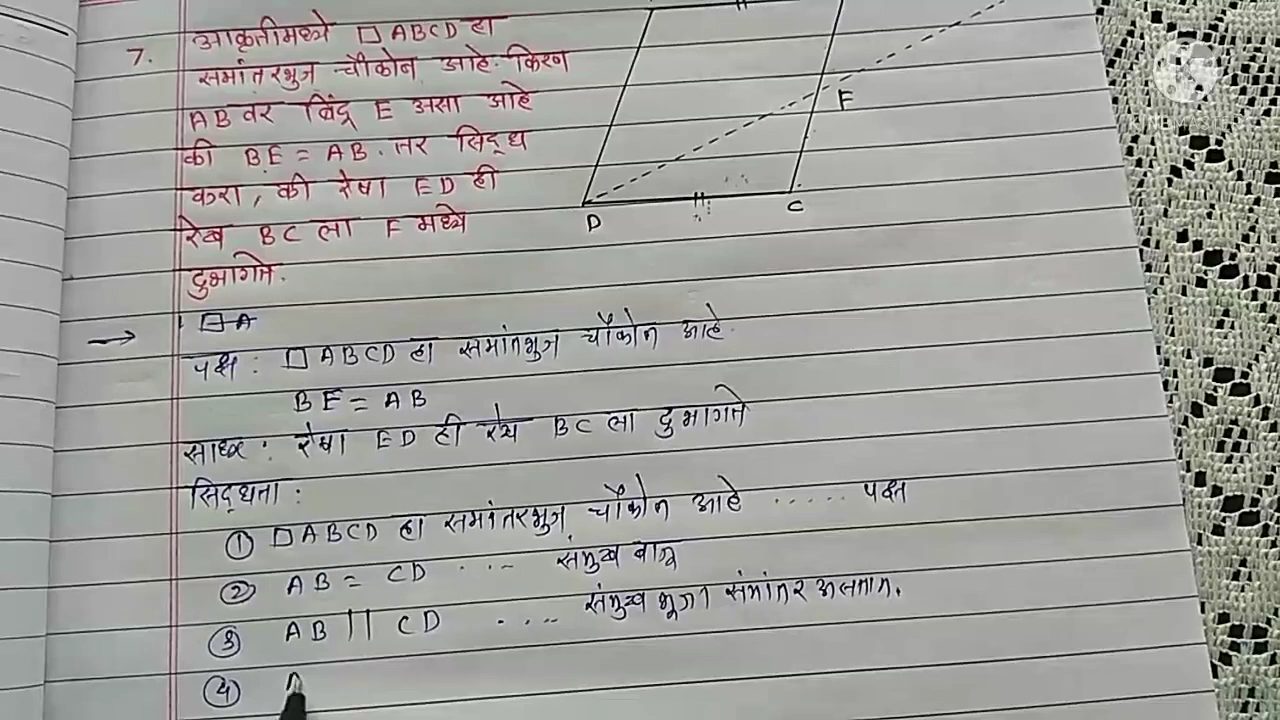 7. आकृतीमध्ये □ABCD हा
समांतरभुज चौकोन आहे. किरण
AB वर बिंदू E असा आहे
की BE = AB. तर सिद्ध
करा, की रेषा ED ही
रेख BC ला F मध्ये
दुभागते.
F
D
C
→ □A
पक्ष : □ABCD हा समांतभुज चौकोन आहे.
BE = AB
साध्य : रेषा ED ही रेख BC ला दुभागते
सिद्धता :
① □ABCD हा समांतरभुज चौकोन आहे ..... पक्ष
② AB = CD .... संमुख बाजू
③ AB || CD ..... संमुख भूजा संमांतर असतात.
④